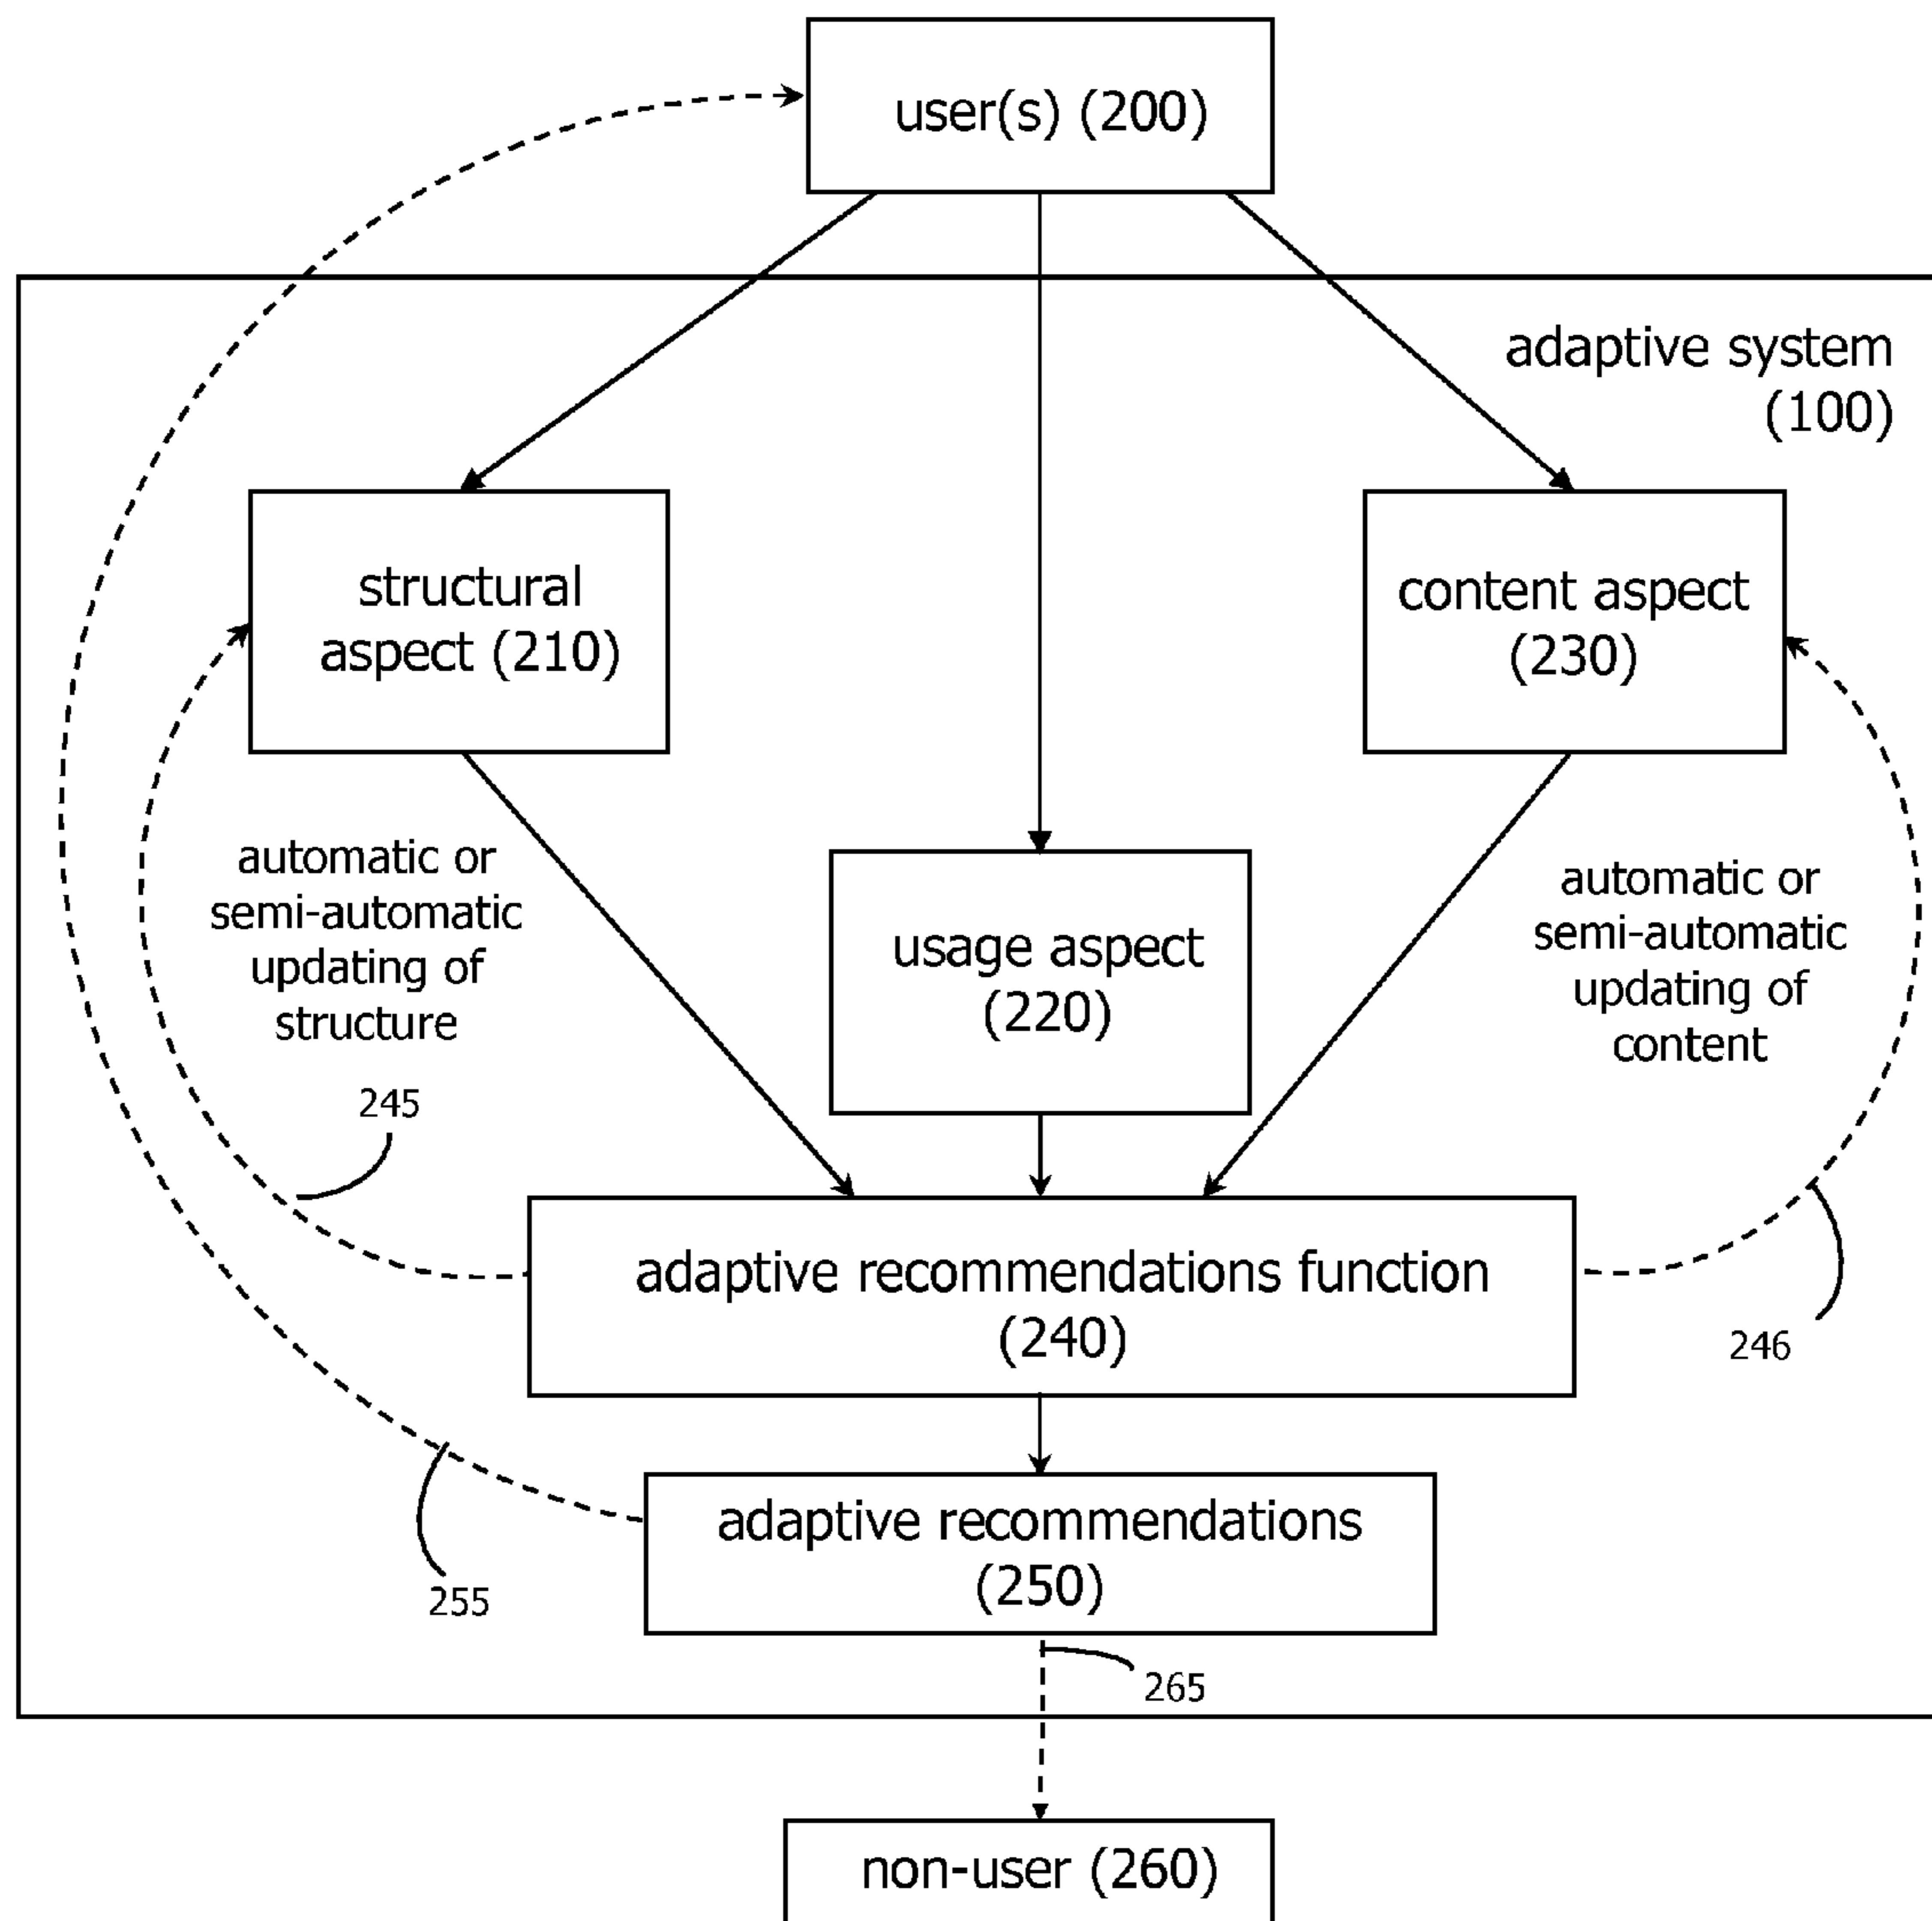 user(s) (200)
adaptive system
(100)
structural
aspect (210)
content aspect
(230)
automatic or
semi-automatic
updating of
structure
usage aspect
(220)
automatic or
semi-automatic
updating of
content
245
adaptive recommendations function
(240)
246
adaptive recommendations
(250)
255
265
non-user (260)